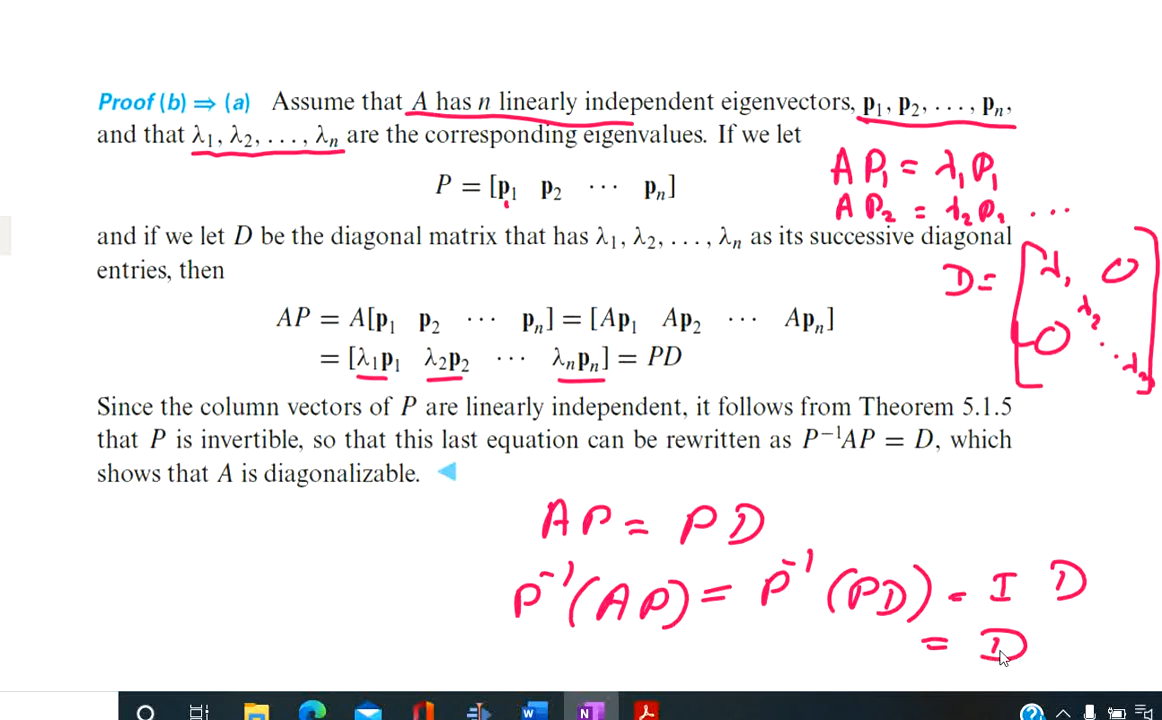 Proof (b) ⇒ (a) Assume that A has n linearly independent eigenvectors, p₁, p₂, . . . , pₙ,
and that λ₁, λ₂, . . . , λₙ are the corresponding eigenvalues. If we let
AP₁ = λ₁P₁
P = [p₁ p₂ ··· pₙ]
AP₂ = λ₂P₂ ...
and if we let D be the diagonal matrix that has λ₁, λ₂, . . . , λₙ as its successive diagonal
entries, then
D = [λ₁ 0
λ₂
0 ..
λₙ]
AP = A[p₁ p₂ ··· pₙ] = [Ap₁ Ap₂ ··· Apₙ]
= [λ₁p₁ λ₂p₂ ··· λₙpₙ] = PD
Since the column vectors of P are linearly independent, it follows from Theorem 5.1.5
that P is invertible, so that this last equation can be rewritten as P⁻¹AP = D, which
shows that A is diagonalizable.
AP = PD
P⁻¹(AP) = P⁻¹(PD) = I D
= D